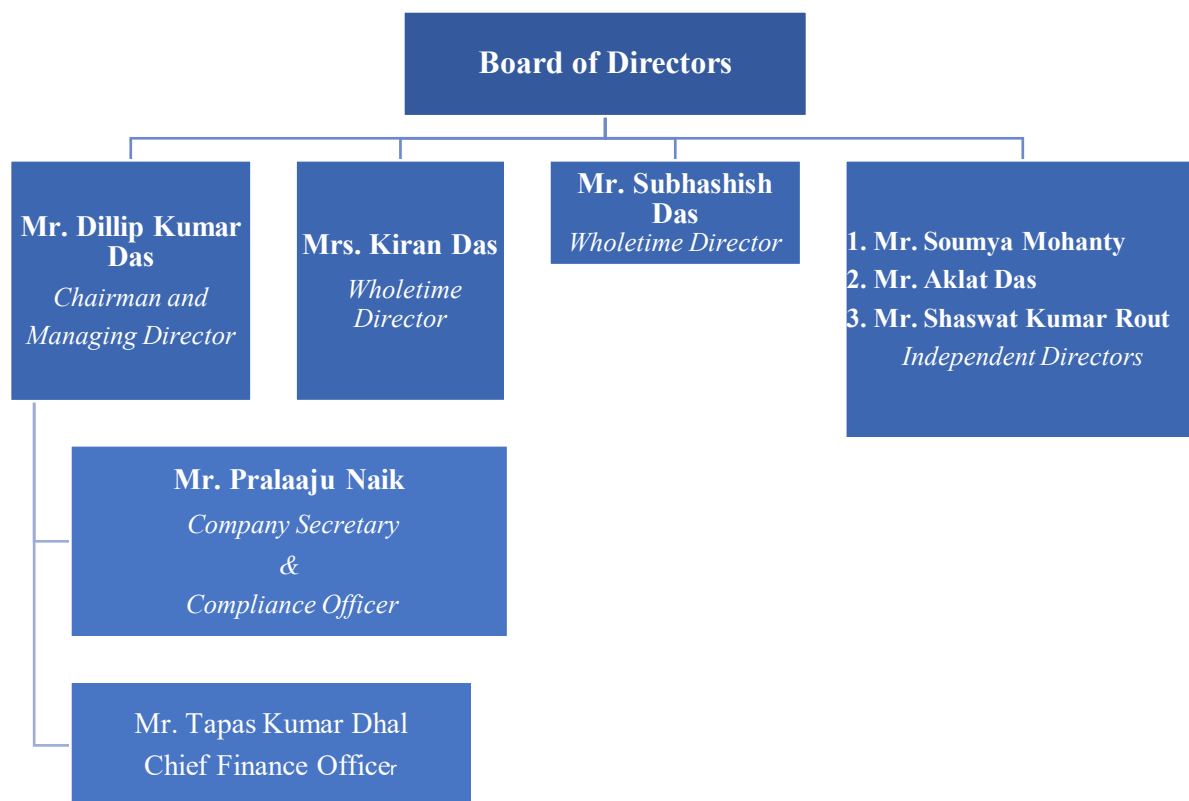 Board of Directors
Mr. Dillip Kumar
Das
Chairman and
Managing Director
Mrs. Kiran Das
Wholetime
Director
Mr. Subhashish
Das
Wholetime Director
1. Mr. Soumya Mohanty
2. Mr. Aklat Das
3. Mr. Shaswat Kumar Rout
Independent Directors
Mr. Pralaaju Naik
Company Secretary
&
Compliance Officer
Mr. Tapas Kumar Dhal
Chief Finance Officer